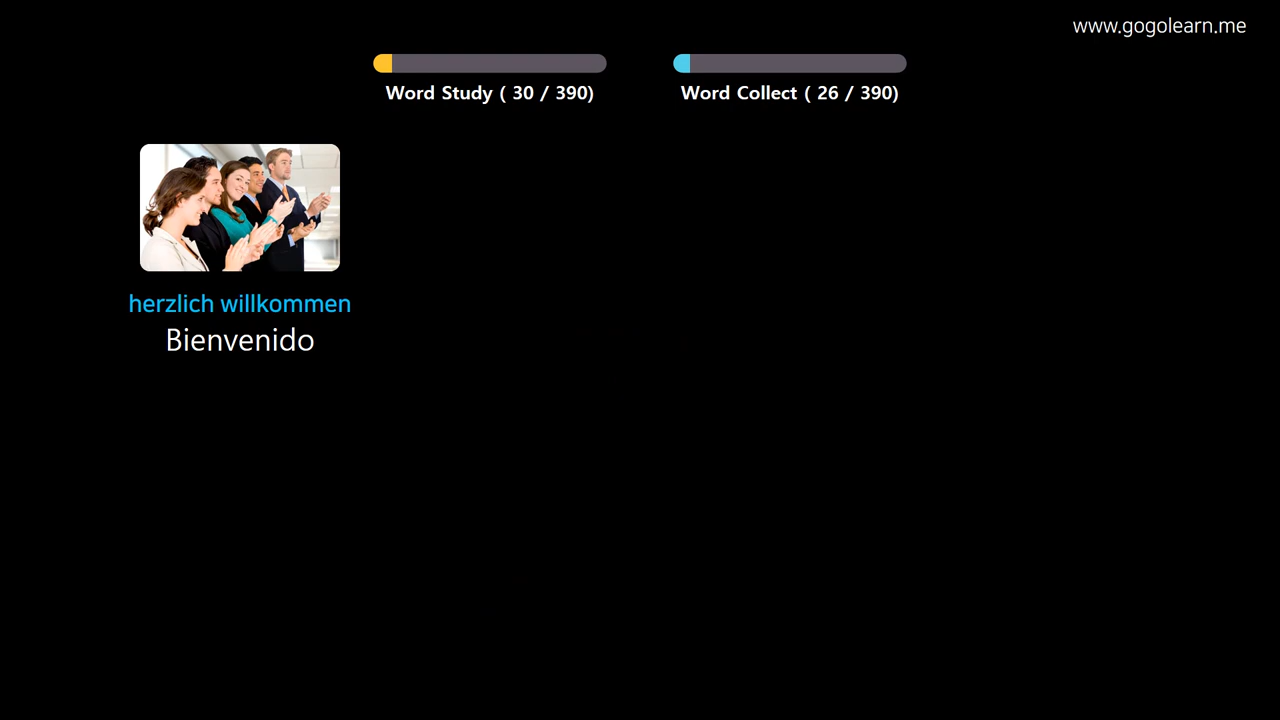 www.gogolearn.me
Word Study ( 30 / 390)
Word Collect ( 26 / 390)
herzlich willkommen
Bienvenido